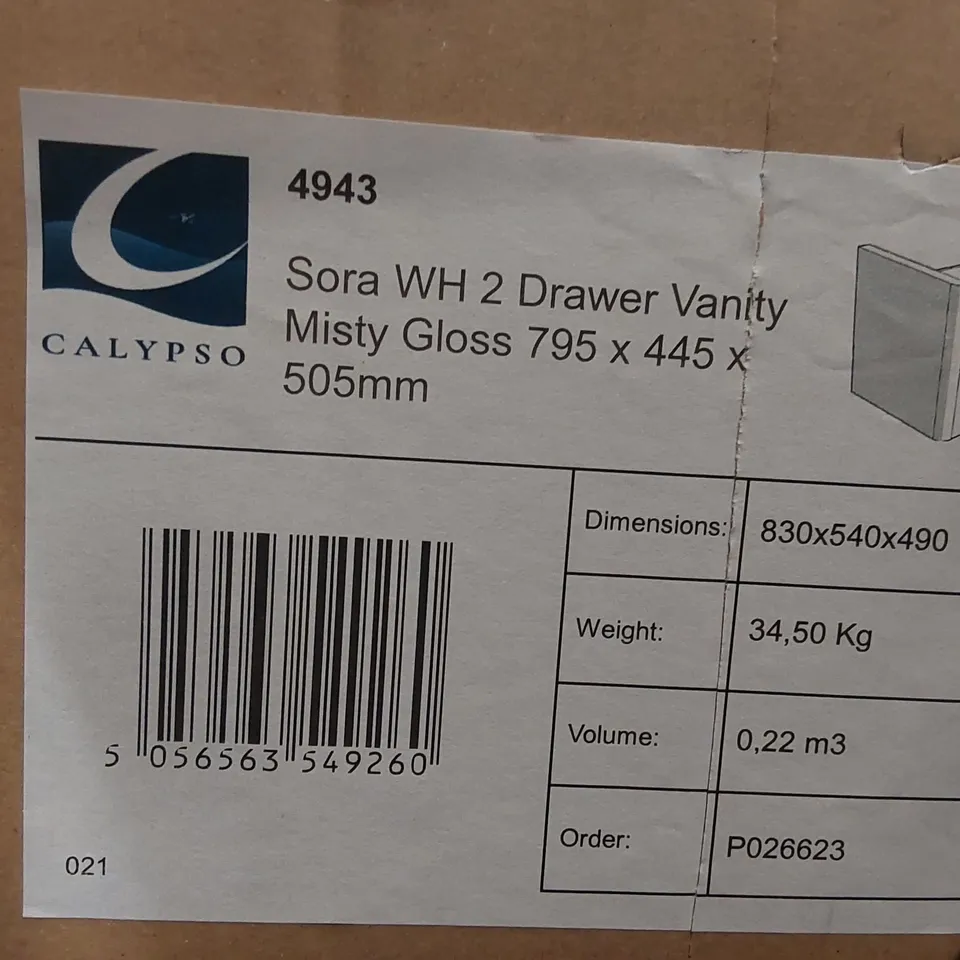 4943
CALYPSO
Sora WH 2 Drawer Vanity
Misty Gloss 795 x 445 x
505mm
Dimensions: 830x540x490
Weight: 34,50 Kg
Volume: 0,22 m3
Order: P026623
5 056563 549260
021